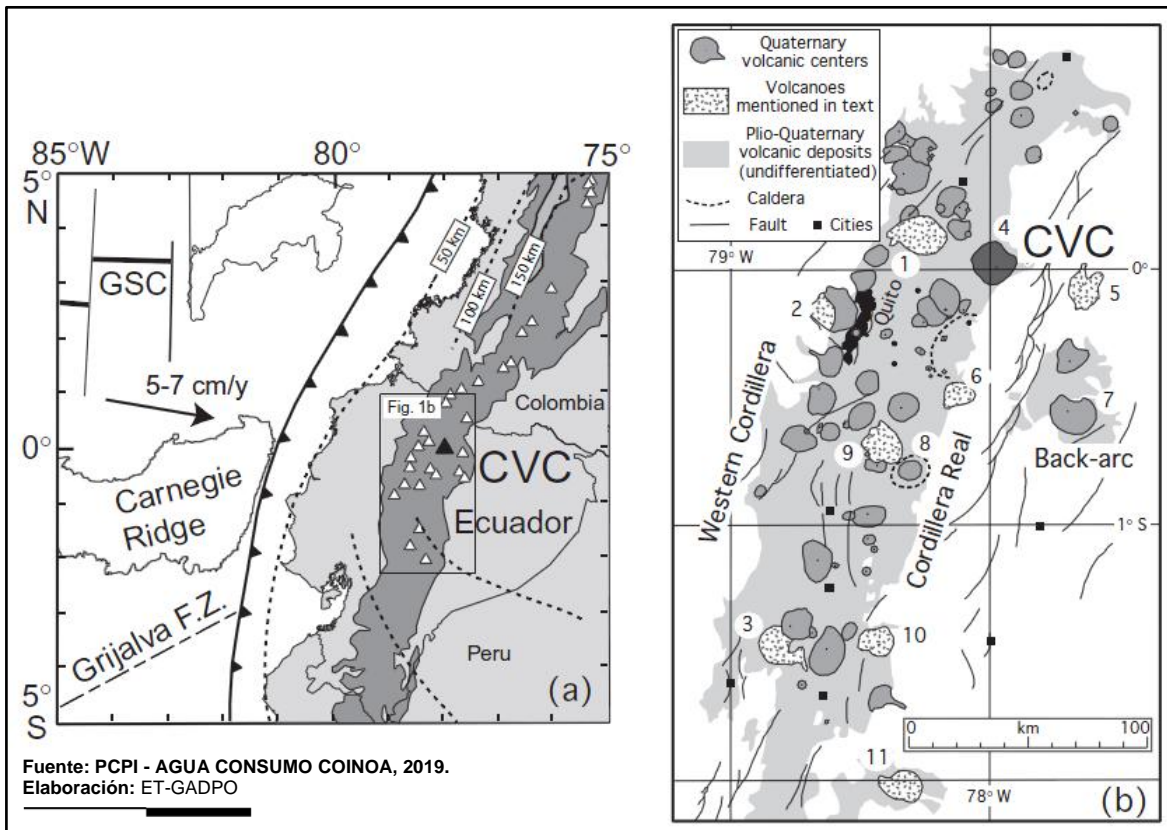 85°W
80°
75°
5°
N
0°
5°
S
GSC
50 km
100 km
150 km
5-7 cm/y
Fig. 1b
Colombia
CVC
Carnegie
Ridge
Ecuador
Grijalva F.Z.
Peru
(a)
Fuente: PCPI - AGUA CONSUMO COINOA, 2019.
Elaboración: ET-GADPO
Quaternary
volcanic centers
Volcanoes
mentioned in text
Plio-Quaternary
volcanic deposits
(undifferentiated)
Caldera
Fault
Cities
79° W
4
CVC
0°
1
5
2
Quito
6
7
Western Cordillera
9
8
Back-arc
Cordillera Real
1° S
3
10
0
km
100
11
78° W
(b)